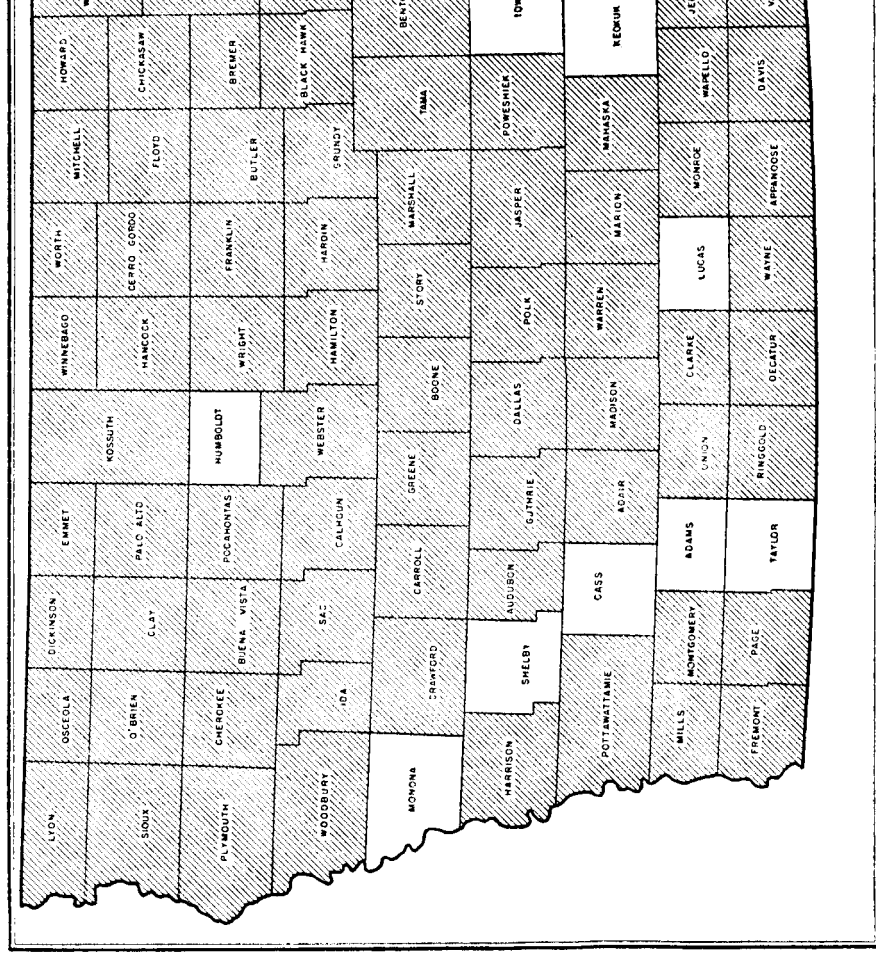 LYON
OSCEOLA
DICKINSON
EMMET
KOSSUTH
WINNEBAGO
WORTH
MITCHELL
HOWARD
W
SIOUX
O'BRIEN
CLAY
PALO ALTO
HANCOCK
CERRO GORDO
FLOYD
CHICKASAW
PLYMOUTH
CHEROKEE
BUENA VISTA
POCAHONTAS
HUMBOLDT
WRIGHT
FRANKLIN
BUTLER
BREMER
WOODBURY
IDA
SAC
CALHOUN
WEBSTER
HAMILTON
HARDIN
GRUNDY
BLACK HAWK
MONONA
CRAWFORD
CARROLL
GREENE
BOONE
STORY
MARSHALL
TAMA
BENT
HARRISON
SHELBY
AUDUBON
GUTHRIE
DALLAS
POLK
JASPER
POWESHIEK
IOW
POTTAWATTAMIE
CASS
ADAIR
MADISON
WARREN
MARION
MAHASKA
KEOKUK
MILLS
MONTGOMERY
ADAMS
UNION
CLARKE
LUCAS
MONROE
WAPELLO
JE
FREMONT
PAGE
TAYLOR
RINGGOLD
DECATUR
WAYNE
APPANOOSE
DAVIS
V